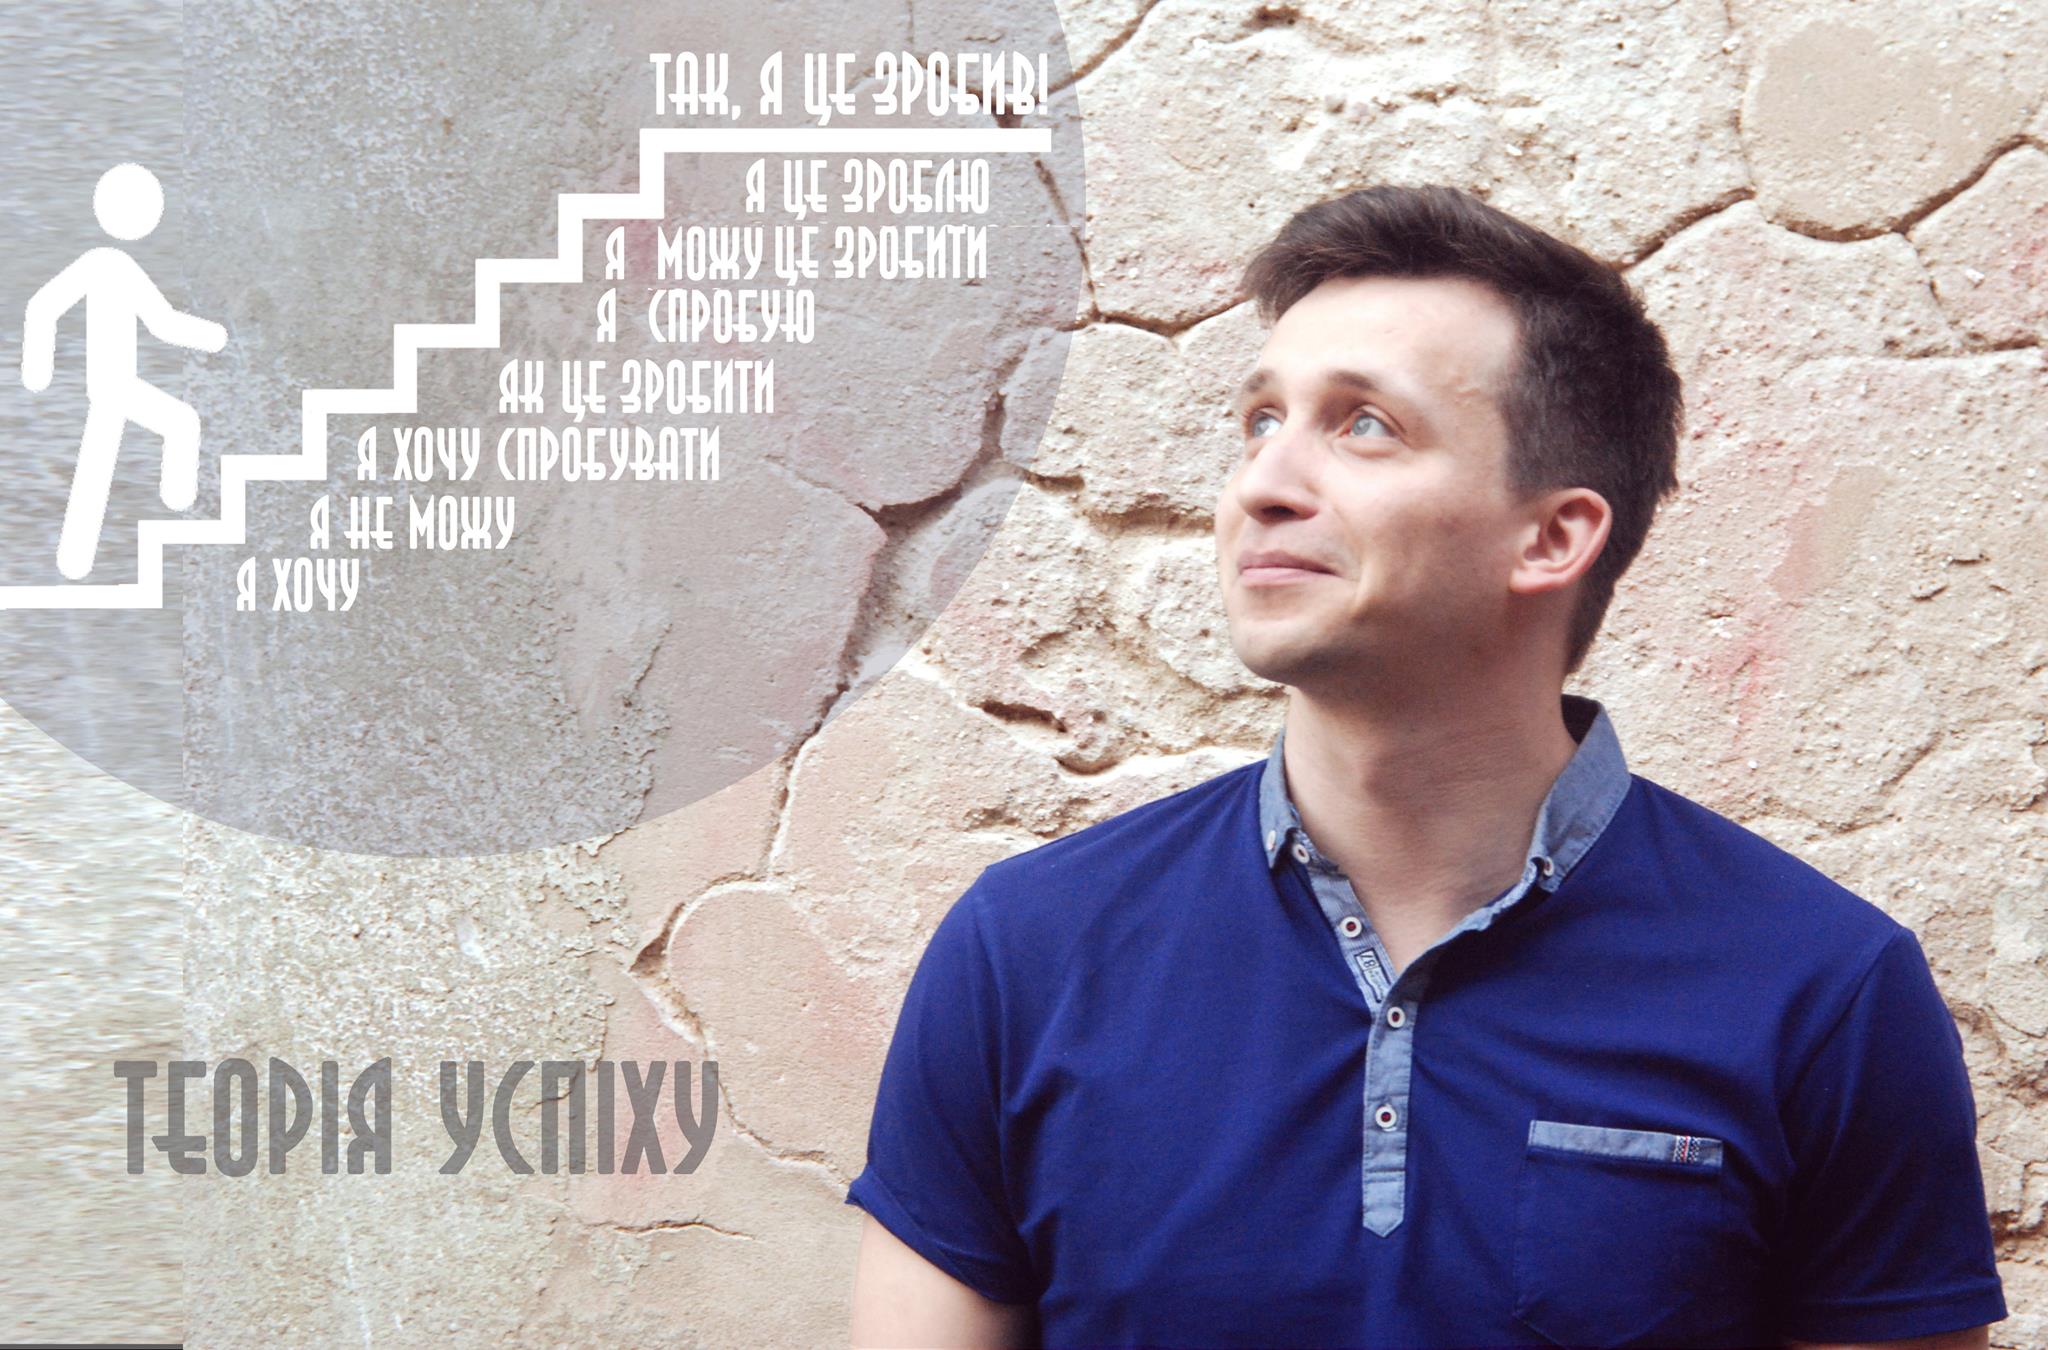 ТАК, Я ЦЕ ЗРОБИВ!
Я ЦЕ ЗРОБЛЮ
Я МОЖУ ЦЕ ЗРОБИТИ
Я СПРОБУЮ
ЯК ЦЕ ЗРОБИТИ
Я ХОЧУ СПРОБУВАТИ
Я НЕ МОЖУ
Я ХОЧУ
ТЕОРІЯ УСПІХУ